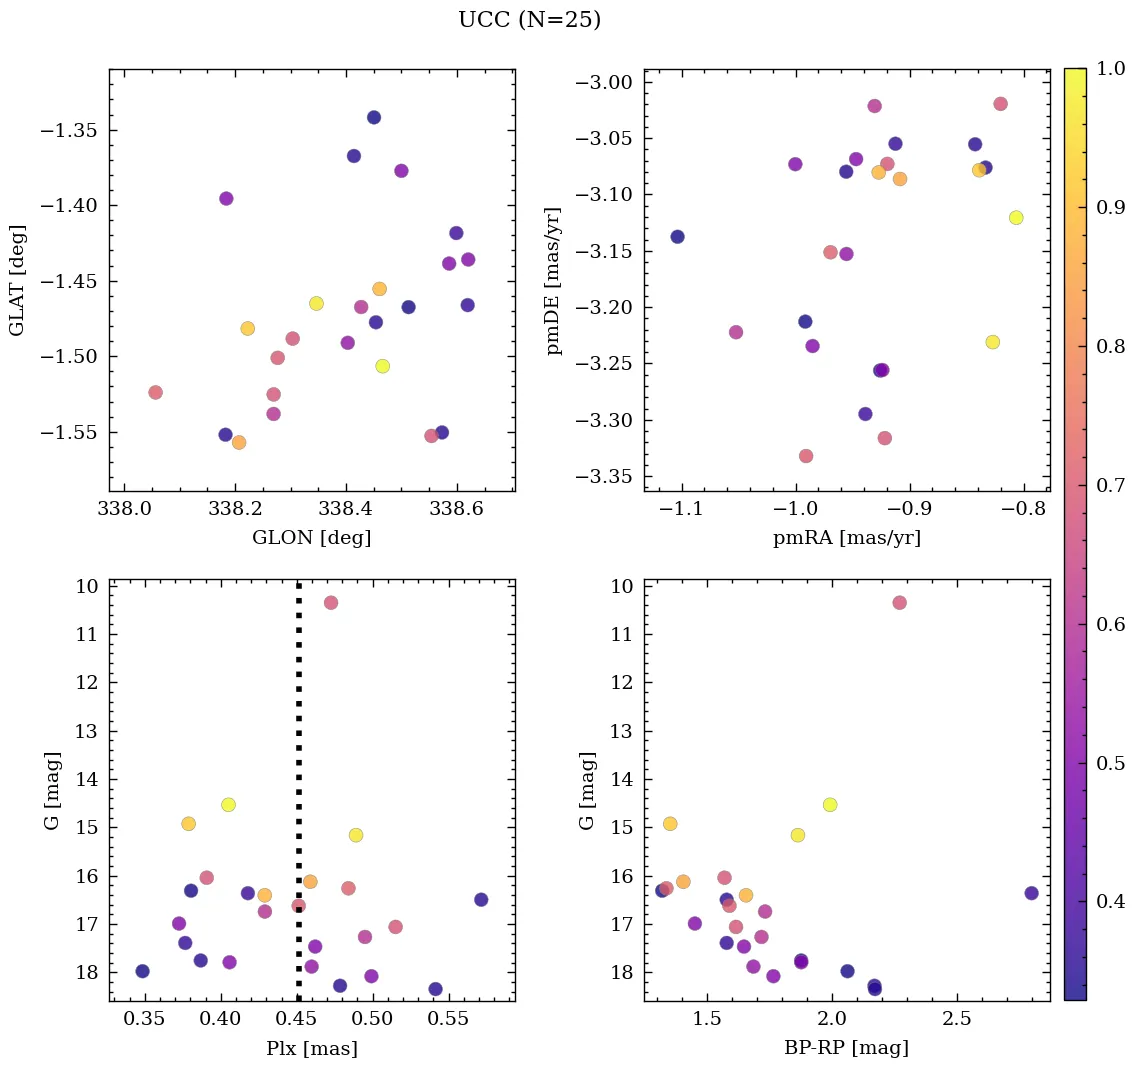 UCC (N=25)
−1.35
−1.40
−1.45
−1.50
−1.55
GLAT [deg]
338.0 338.2 338.4 338.6
GLON [deg]
−3.00
−3.05
−3.10
−3.15
−3.20
−3.25
−3.30
−3.35
pmDE [mas/yr]
−1.1 −1.0 −0.9 −0.8
pmRA [mas/yr]
10
11
12
13
14
15
16
17
18
G [mag]
0.35 0.40 0.45 0.50 0.55
Plx [mas]
10
11
12
13
14
15
16
17
18
G [mag]
1.5 2.0 2.5
BP-RP [mag]
1.0
0.9
0.8
0.7
0.6
0.5
0.4